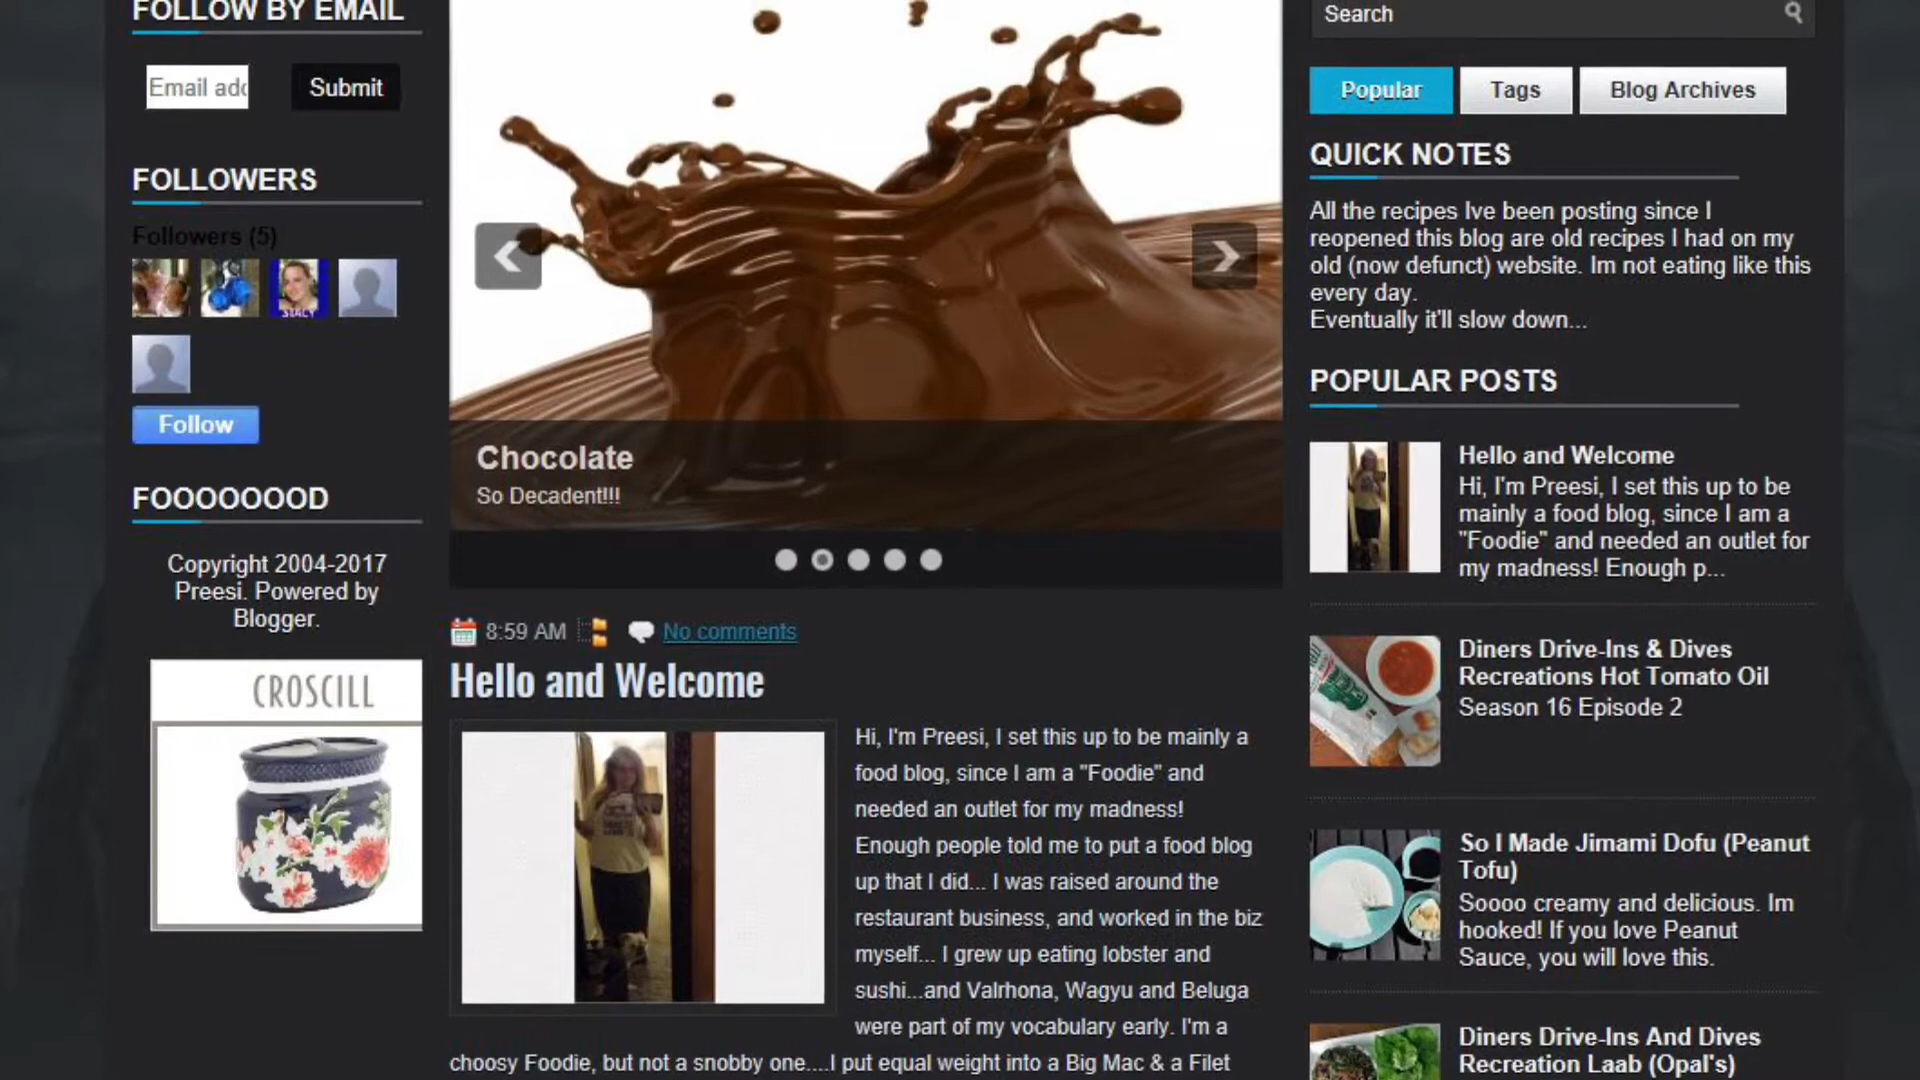 FOLLOW BY EMAIL
Email add
Submit
FOLLOWERS
Followers (5)
STACY
Follow
FOOOOOOOD
Copyright 2004-2017
Preesi. Powered by
Blogger.
CROSCILL
Chocolate
So Decadent!!!
8:59 AM
No comments
Hello and Welcome
Hi, I'm Preesi, I set this up to be mainly a
food blog, since I am a "Foodie" and
needed an outlet for my madness!
Enough people told me to put a food blog
up that I did... I was raised around the
restaurant business, and worked in the biz
myself... I grew up eating lobster and
sushi...and Valrhona, Wagyu and Beluga
were part of my vocabulary early. I'm a
choosy Foodie, but not a snobby one....I put equal weight into a Big Mac & a Filet
Search
Popular
Tags
Blog Archives
QUICK NOTES
All the recipes Ive been posting since I
reopened this blog are old recipes I had on my
old (now defunct) website. Im not eating like this
every day.
Eventually it'll slow down...
POPULAR POSTS
Hello and Welcome
Hi, I'm Preesi, I set this up to be
mainly a food blog, since I am a
"Foodie" and needed an outlet for
my madness! Enough p...
Diners Drive-Ins & Dives
Recreations Hot Tomato Oil
Season 16 Episode 2
So I Made Jimami Dofu (Peanut
Tofu)
Soooo creamy and delicious. Im
hooked! If you love Peanut
Sauce, you will love this.
Diners Drive-Ins And Dives
Recreation Laab (Opal's)